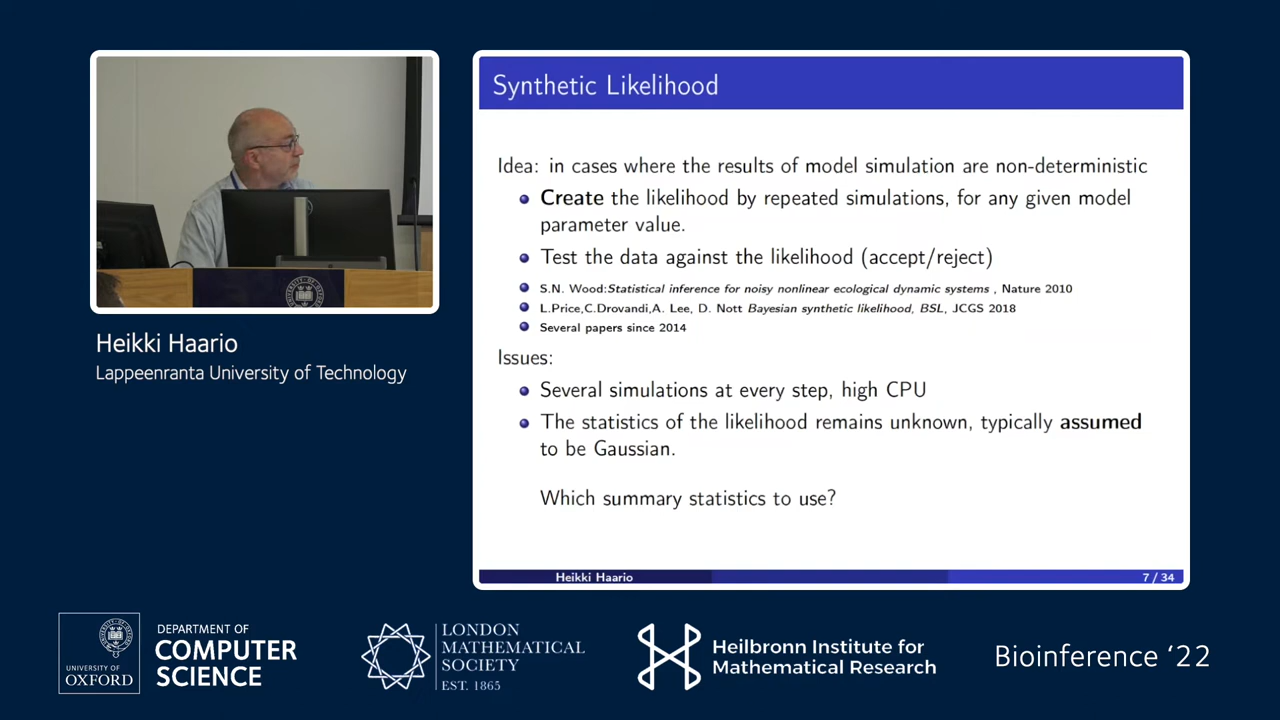 Synthetic Likelihood
Idea: in cases where the results of model simulation are non-deterministic
Create the likelihood by repeated simulations, for any given model
parameter value.
Test the data against the likelihood (accept/reject)
S.N. Wood:Statistical inference for noisy nonlinear ecological dynamic systems , Nature 2010
L.Price,C.Drovandi,A. Lee, D. Nott Bayesian synthetic likelihood, BSL, JCGS 2018
Several papers since 2014
Issues:
Several simulations at every step, high CPU
The statistics of the likelihood remains unknown, typically assumed
to be Gaussian.
Which summary statistics to use?
Heikki Haario
7 / 34
Heikki Haario
Lappeenranta University of Technology
UNIVERSITY OF
OXFORD
DEPARTMENT OF
COMPUTER
SCIENCE
LONDON
MATHEMATICAL
SOCIETY
EST. 1865
Heilbronn Institute for
Mathematical Research
Bioinference ‘22